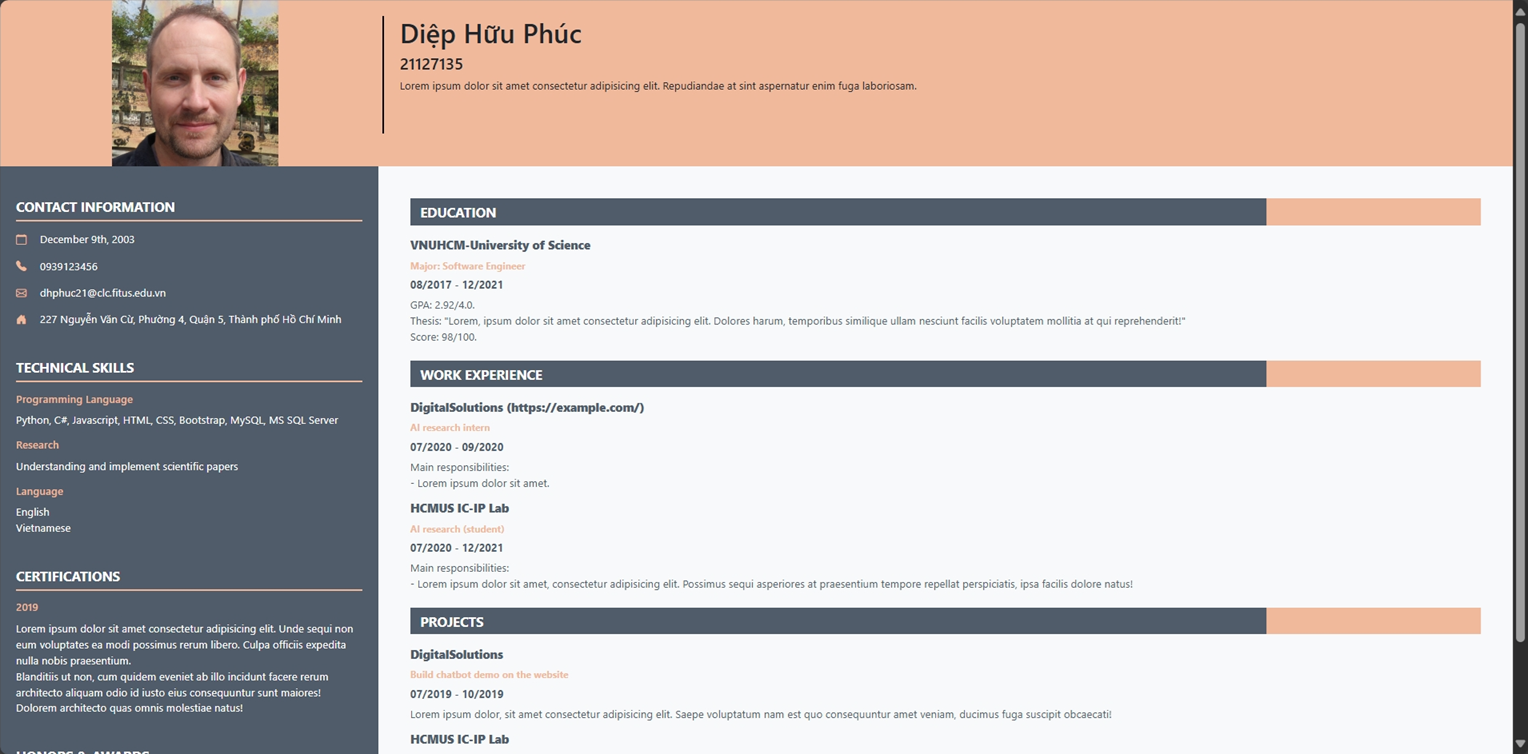 Diệp Hữu Phúc
21127135
Lorem ipsum dolor sit amet consectetur adipisicing elit. Repudiandae at sint aspernatur enim fuga laboriosam.
CONTACT INFORMATION
December 9th, 2003
0939123456
dhphuc21@clc.fitus.edu.vn
227 Nguyễn Văn Cừ, Phường 4, Quận 5, Thành phố Hồ Chí Minh
TECHNICAL SKILLS
Programming Language
Python, C#, Javascript, HTML, CSS, Bootstrap, MySQL, MS SQL Server
Research
Understanding and implement scientific papers
Language
English
Vietnamese
CERTIFICATIONS
2019
Lorem ipsum dolor sit amet consectetur adipisicing elit. Unde sequi non
eum voluptates ea modi possimus rerum libero. Culpa officiis expedita
nulla nobis praesentium.
Blanditiis ut non, cum quidem eveniet ab illo incidunt facere rerum
architecto aliquam odio id iusto eius consequuntur sunt maiores!
Dolorem architecto quas omnis molestiae natus!
HONORS & AWARDS
EDUCATION
VNUHCM-University of Science
Major: Software Engineer
08/2017 - 12/2021
GPA: 2.92/4.0.
Thesis: "Lorem, ipsum dolor sit amet consectetur adipisicing elit. Dolores harum, temporibus similique ullam nesciunt facilis voluptatem mollitia at qui reprehenderit!"
Score: 98/100.
WORK EXPERIENCE
DigitalSolutions (https://example.com/)
AI research intern
07/2020 - 09/2020
Main responsibilities:
- Lorem ipsum dolor sit amet.
HCMUS IC-IP Lab
AI research (student)
07/2020 - 12/2021
Main responsibilities:
- Lorem ipsum dolor sit amet, consectetur adipisicing elit. Possimus sequi asperiores at praesentium tempore repellat perspiciatis, ipsa facilis dolore natus!
PROJECTS
DigitalSolutions
Build chatbot demo on the website
07/2019 - 10/2019
Lorem ipsum dolor, sit amet consectetur adipisicing elit. Saepe voluptatum nam est quo consequuntur amet veniam, ducimus fuga suscipit obcaecati!
HCMUS IC-IP Lab